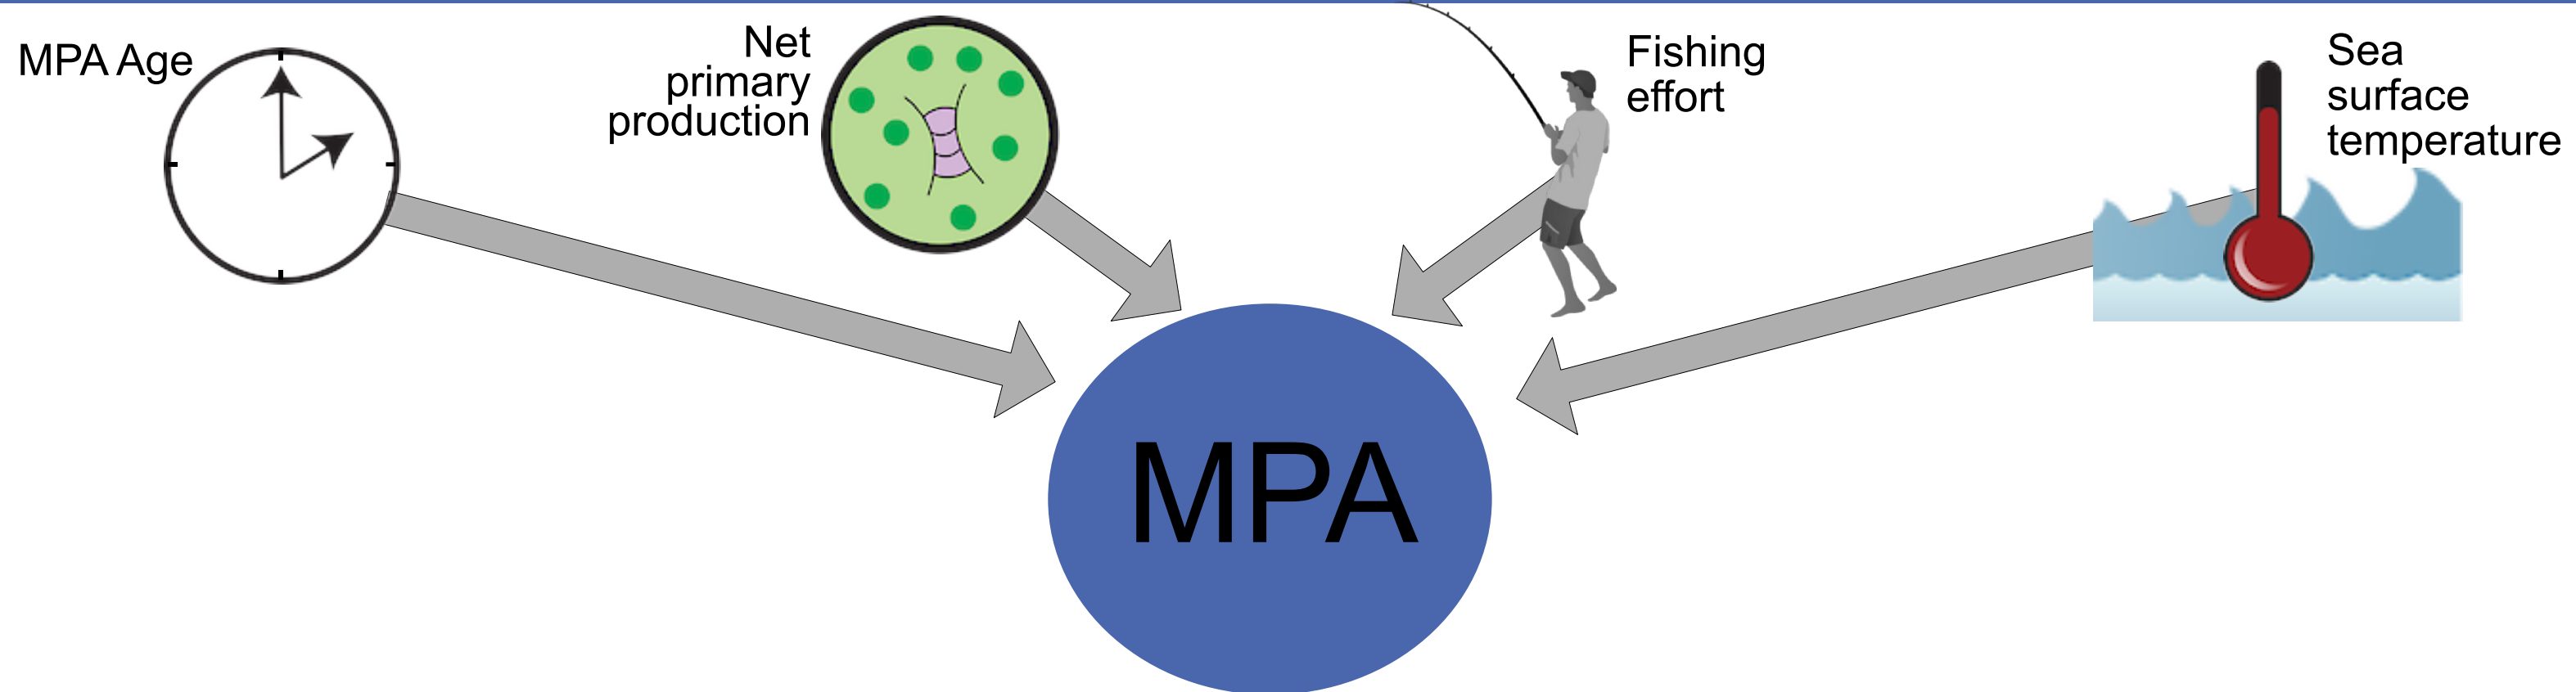 MPA Age
Net
primary
production
Fishing
effort
Sea
surface
temperature
MPA